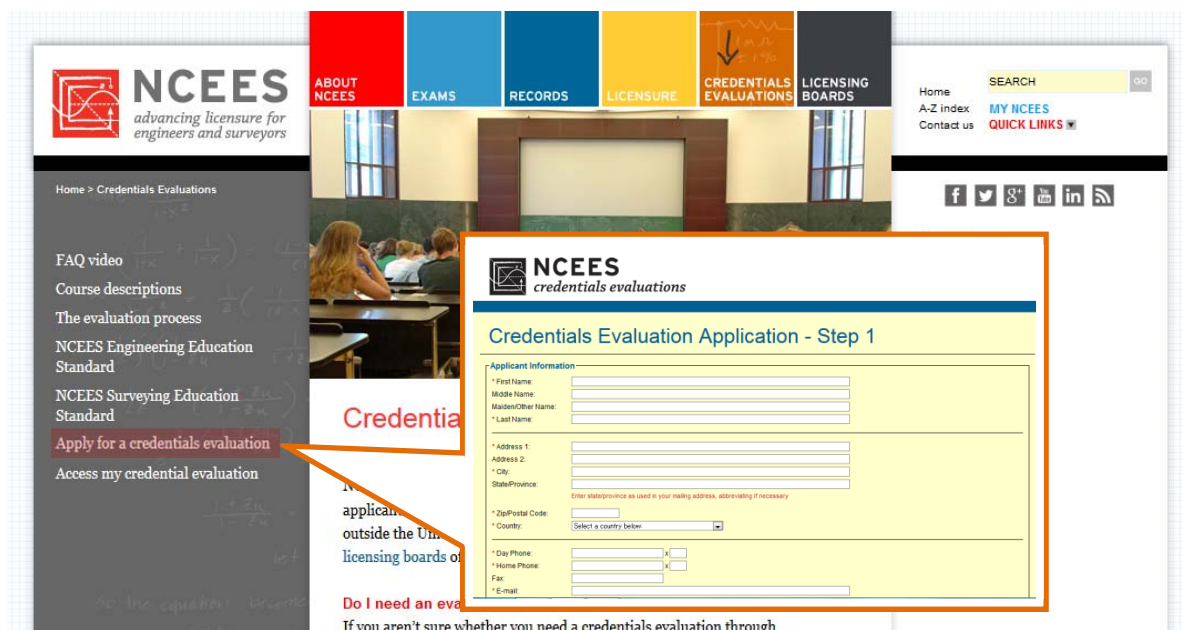 NCEES
advancing licensure for
engineers and surveyors
ABOUT
NCEES
EXAMS
RECORDS
LICENSURE
CREDENTIALS
EVALUATIONS
LICENSING
BOARDS
Home
A-Z index
Contact us
SEARCH
GO
MY NCEES
QUICK LINKS
Home > Credentials Evaluations
FAQ video
Course descriptions
The evaluation process
NCEES Engineering Education
Standard
NCEES Surveying Education
Standard
Apply for a credentials evaluation
Access my credential evaluation
Credentia
applican
outside the Un
licensing boards of
Do I need an eva
If you aren't sure whether you need a credentials evaluation through
NCEES
credentials evaluations
Credentials Evaluation Application - Step 1
Applicant Information
* First Name:
Middle Name:
Maiden/Other Name:
* Last Name:
* Address 1:
Address 2:
* City:
State/Province:
Enter state/province as used in your mailing address, abbreviating if necessary
* Zip/Postal Code:
* Country: Select a country below
* Day Phone: x
* Home Phone: x
Fax:
* E-mail: